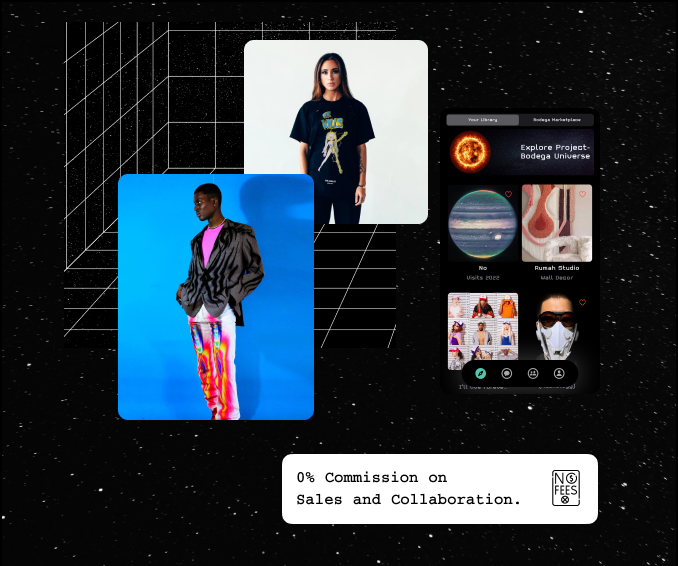 Your Library
Bodega Marketplace
Explore Project-
Bodega Universe
No
Visits 2022
Rumah Studio
Wall Decor
0% Commission on
Sales and Collaboration.
NO
FEES